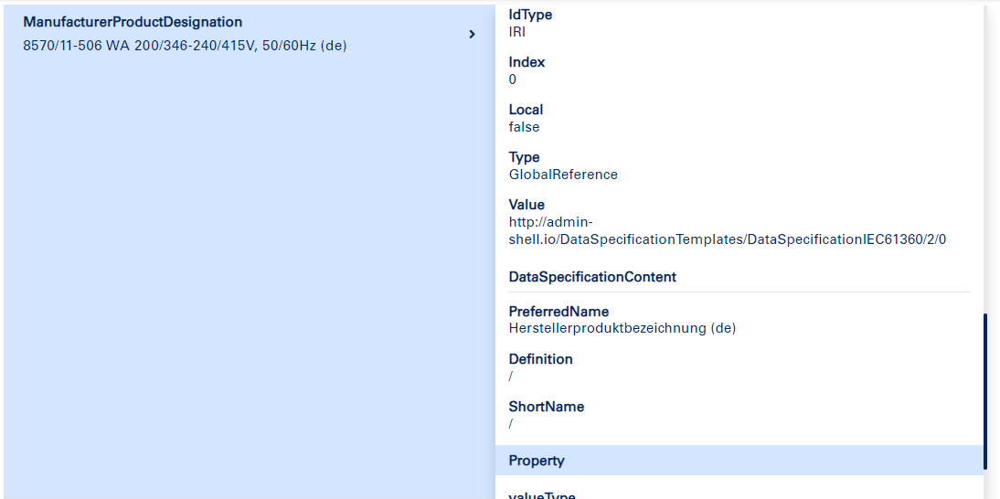 ManufacturerProductDesignation
8570/11-506 WA 200/346-240/415V, 50/60Hz (de)
IdType
IRI
Index
0
Local
false
Type
GlobalReference
Value
http://admin-
shell.io/DataSpecificationTemplates/DataSpecificationIEC61360/2/0
DataSpecificationContent
PreferredName
Herstellerproduktbezeichnung (de)
Definition
/
ShortName
/
Property
valueType